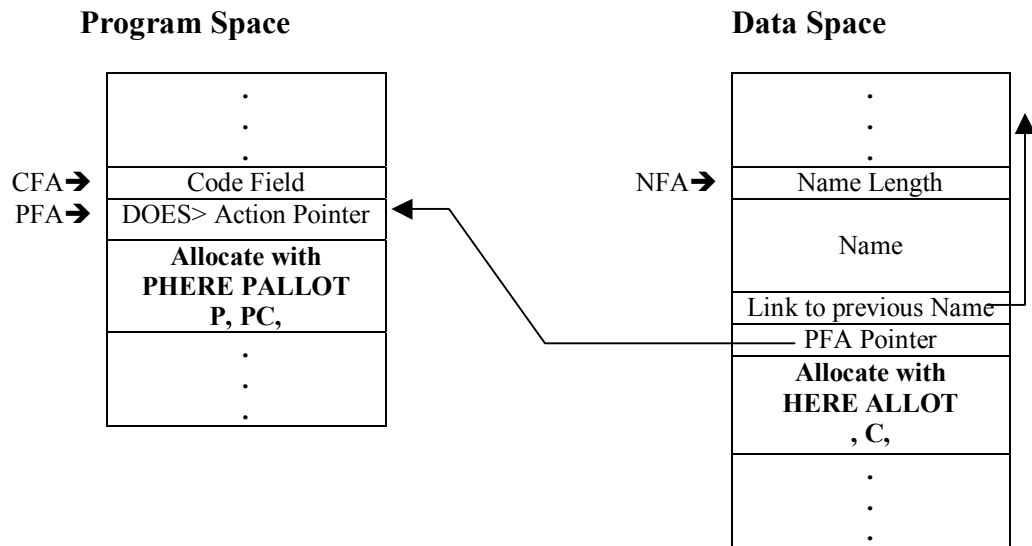 Program Space
.
.
.
CFA➔ Code Field
PFA➔ DOES> Action Pointer
Allocate with
PHERE PALLOT
P, PC,
.
.
.
Data Space
.
.
.
NFA➔ Name Length
Name
Link to previous Name
PFA Pointer
Allocate with
HERE ALLOT
, C,
.
.
.